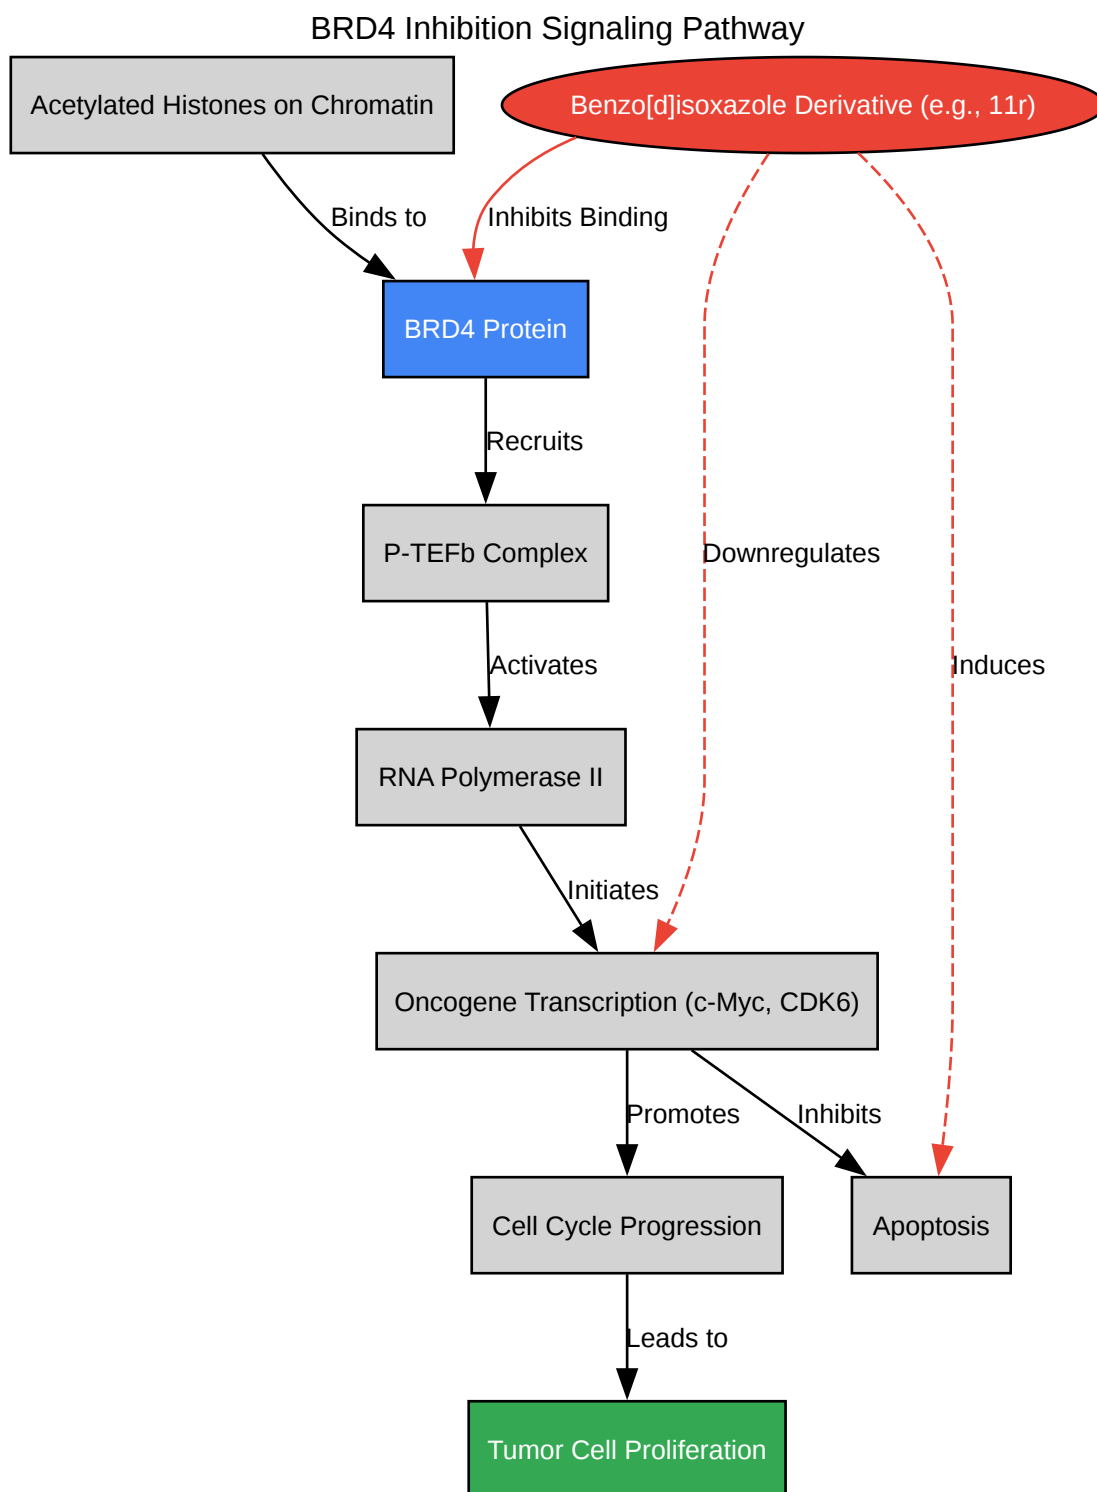 BRD4 Inhibition Signaling Pathway
Acetylated Histones on Chromatin
Benzo[d]isoxazole Derivative (e.g., 11r)
Binds to
Inhibits Binding
BRD4 Protein
Recruits
P-TEFb Complex
Downregulates
Activates
Induces
RNA Polymerase II
Initiates
Oncogene Transcription (c-Myc, CDK6)
Promotes
Inhibits
Cell Cycle Progression
Apoptosis
Leads to
Tumor Cell Proliferation